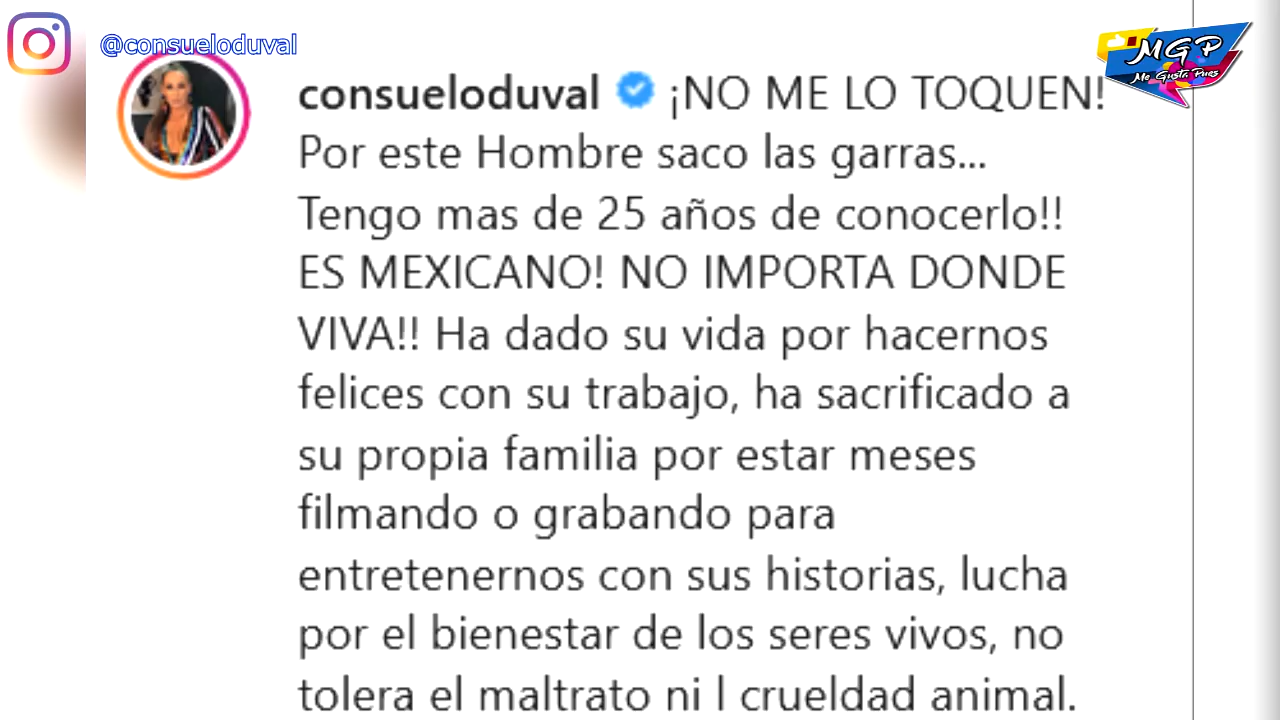 @consueloduval
MGP
Me Gusta Pues
consueloduval ¡NO ME LO TOQUEN!
Por este Hombre saco las garras...
Tengo mas de 25 años de conocerlo!!
ES MEXICANO! NO IMPORTA DONDE
VIVA!! Ha dado su vida por hacernos
felices con su trabajo, ha sacrificado a
su propia familia por estar meses
filmando o grabando para
entretenernos con sus historias, lucha
por el bienestar de los seres vivos, no
tolera el maltrato ni l crueldad animal.